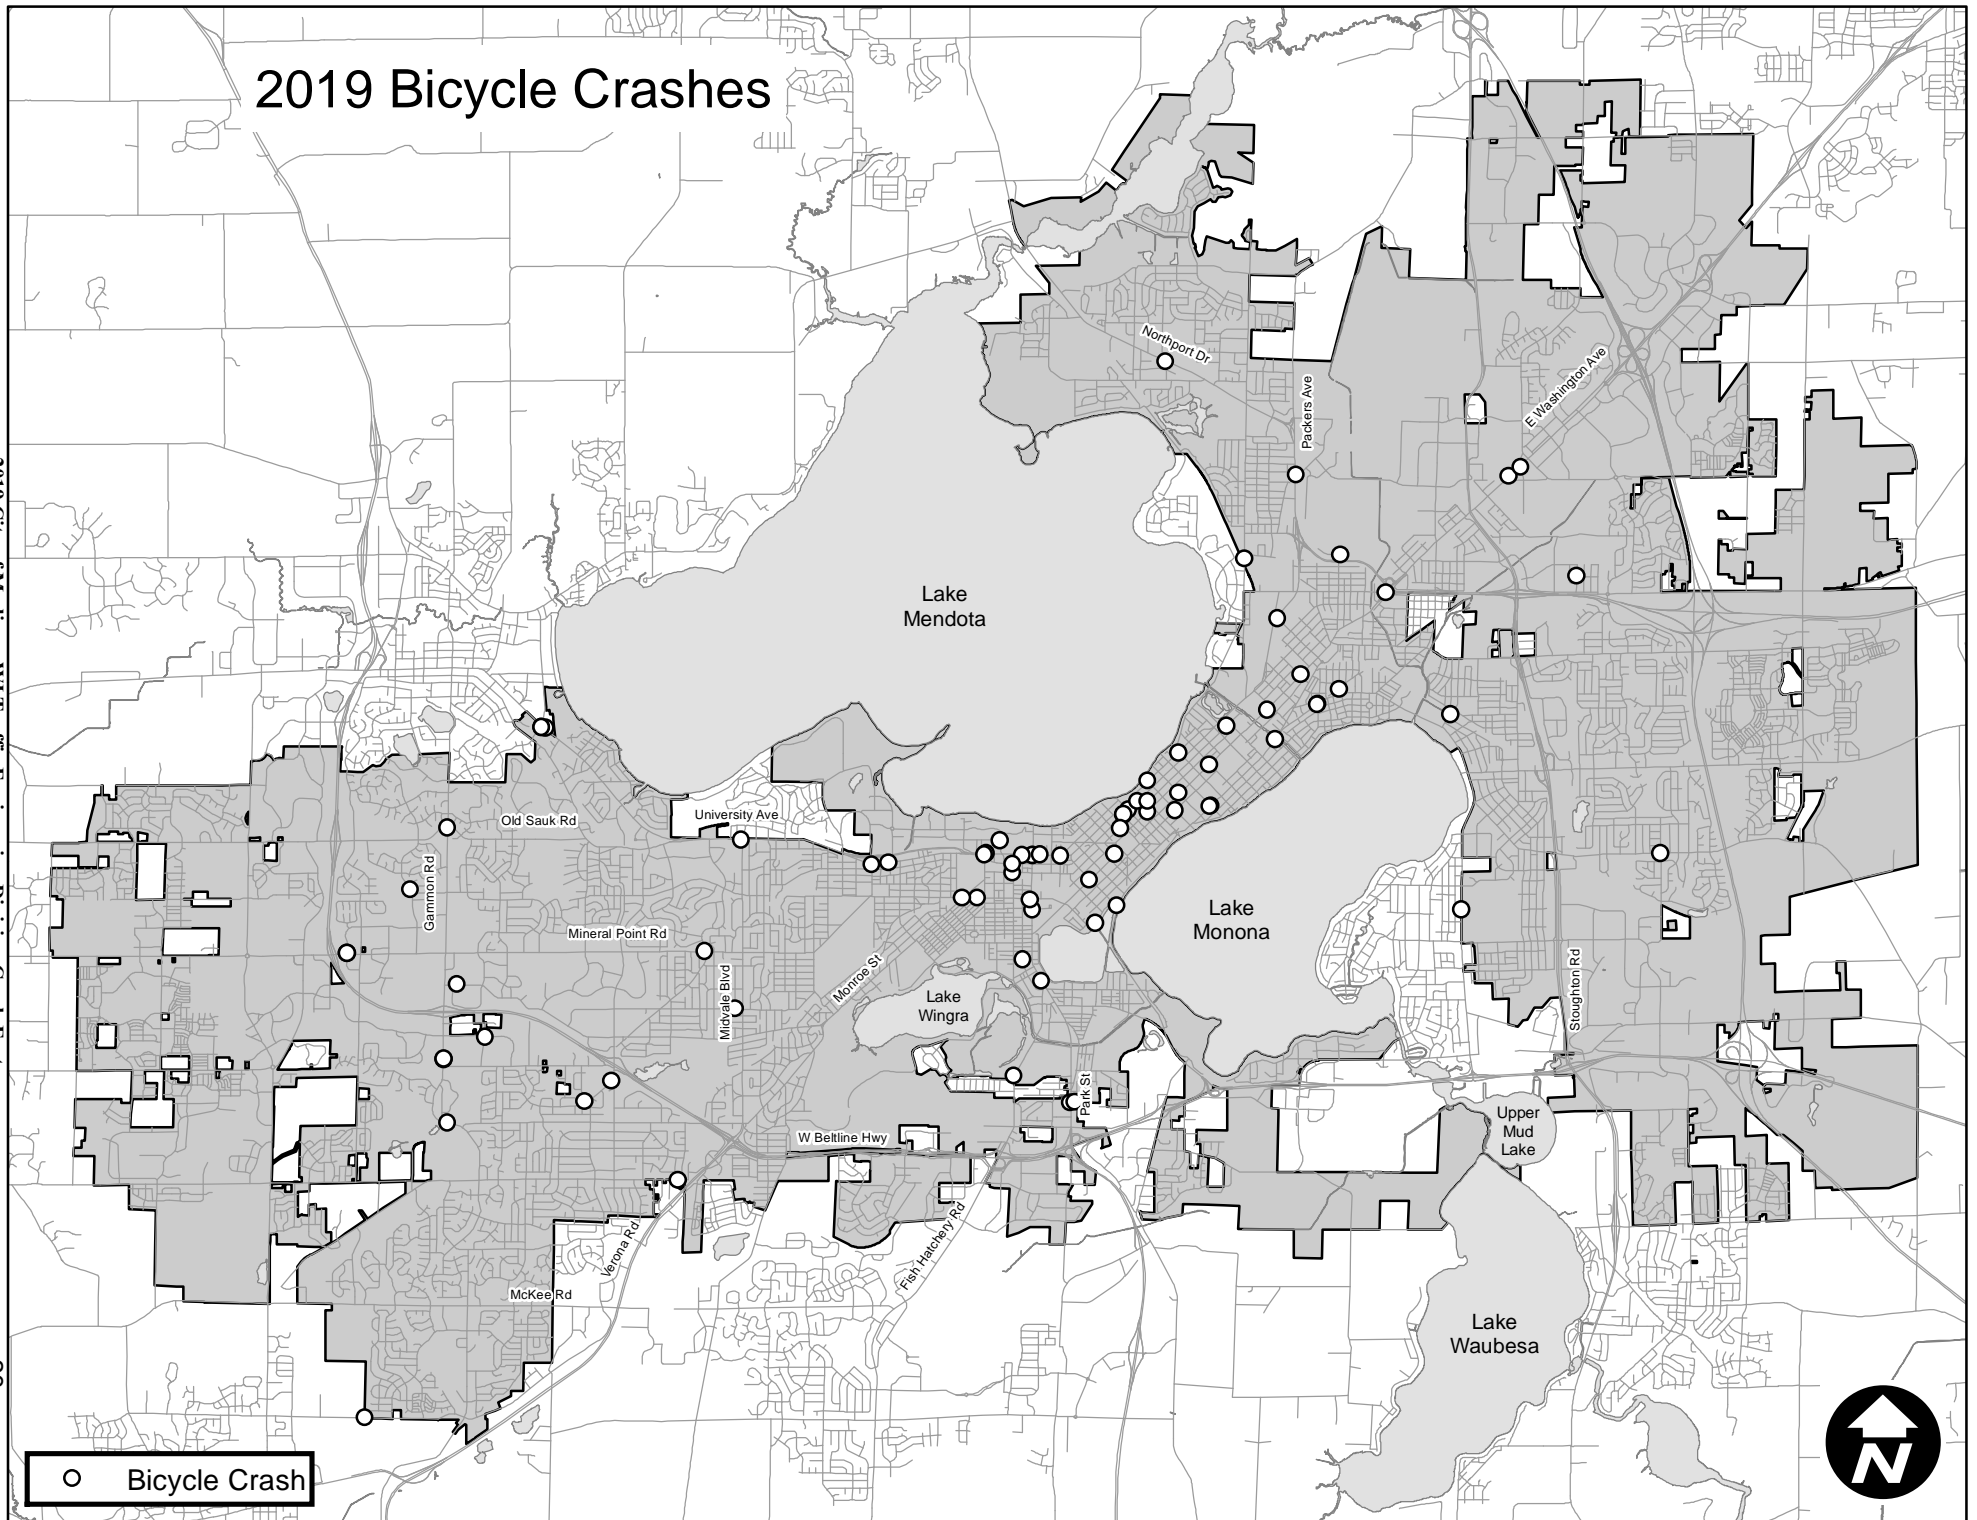 2019 Bicycle Crashes
Northport Dr
Packers Ave
E Washington Ave
Lake
Mendota
University Ave
Old Sauk Rd
Gammon Rd
Mineral Point Rd
Midvale Blvd
Monroe St
Lake
Wingra
Lake
Monona
Stoughton Rd
Park St
W Beltline Hwy
Upper
Mud
Lake
Verona Rd
Fish Hatchery Rd
McKee Rd
Lake
Waubesa
Bicycle Crash
N